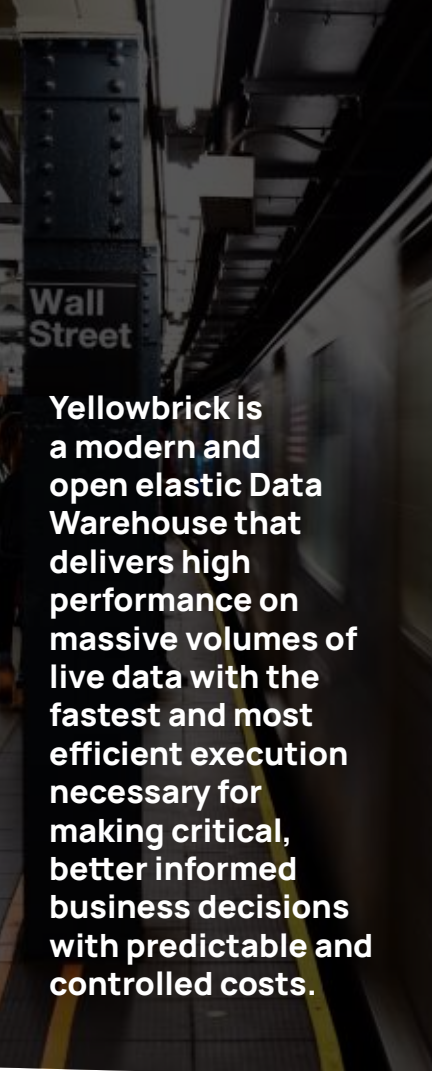 Wall
Street
Yellowbrick is
a modern and
open elastic Data
Warehouse that
delivers high
performance on
massive volumes of
live data with the
fastest and most
efficient execution
necessary for
making critical,
better informed
business decisions
with predictable and
controlled costs.